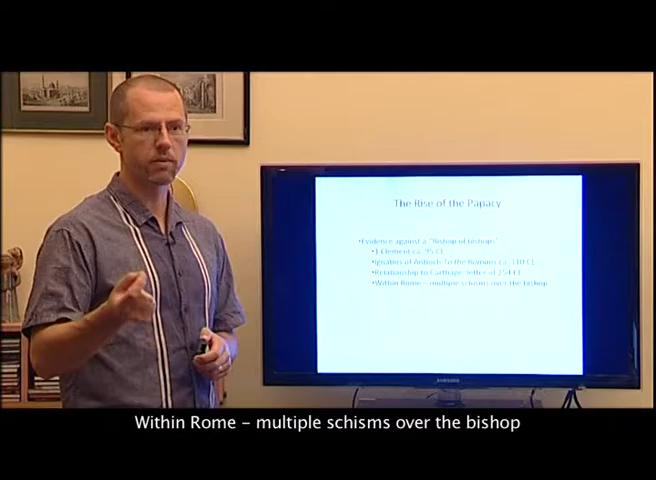 The Rise of the Papacy
•Evidence against a "Bishop of bishops"
•1 Clement ca. 95 CE
•Ignatius of Antioch To the Romans ca. 110 CE
•Relationship to Carthage: letter of 254 CE
•Within Rome – multiple schisms over the bishop
SAMSUNG
Within Rome – multiple schisms over the bishop